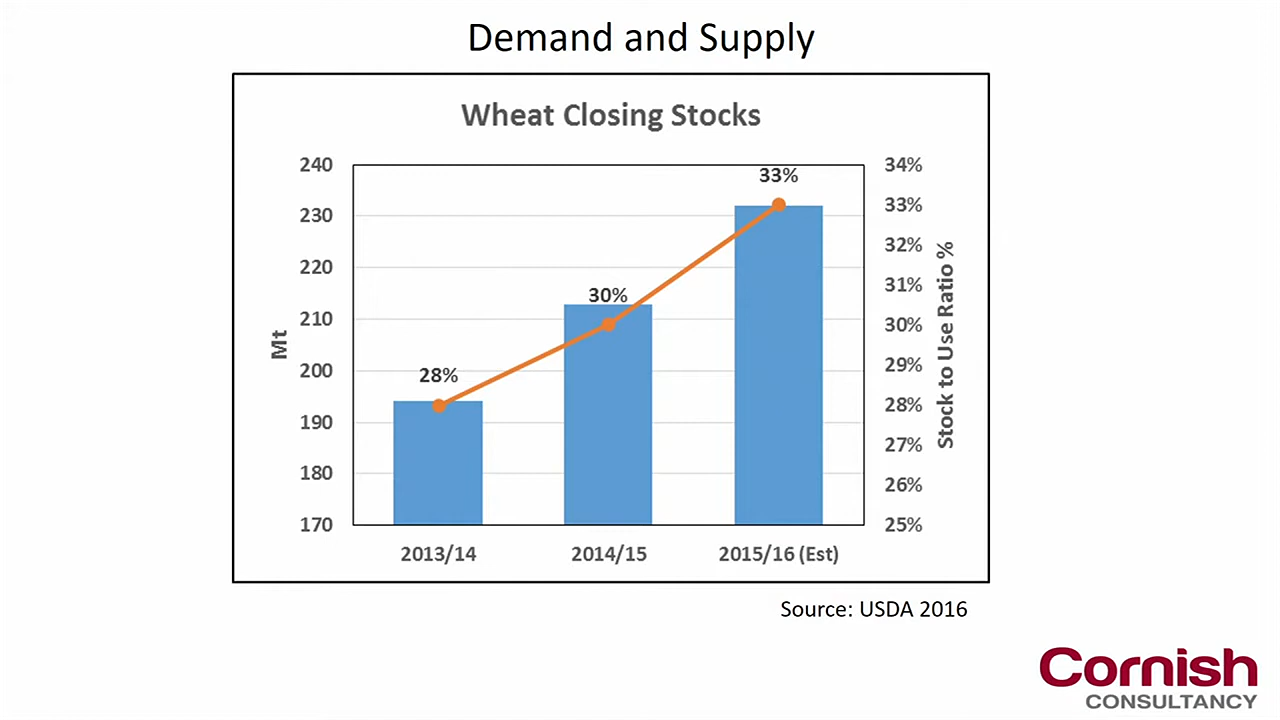 Demand and Supply
Wheat Closing Stocks
240
230
220
210
200
190
180
170
Mt
28%
30%
33%
34%
33%
32%
31%
30%
29%
28%
27%
26%
25%
Stock to Use Ratio %
2013/14 2014/15 2015/16 (Est)
Source: USDA 2016
Cornish
CONSULTANCY